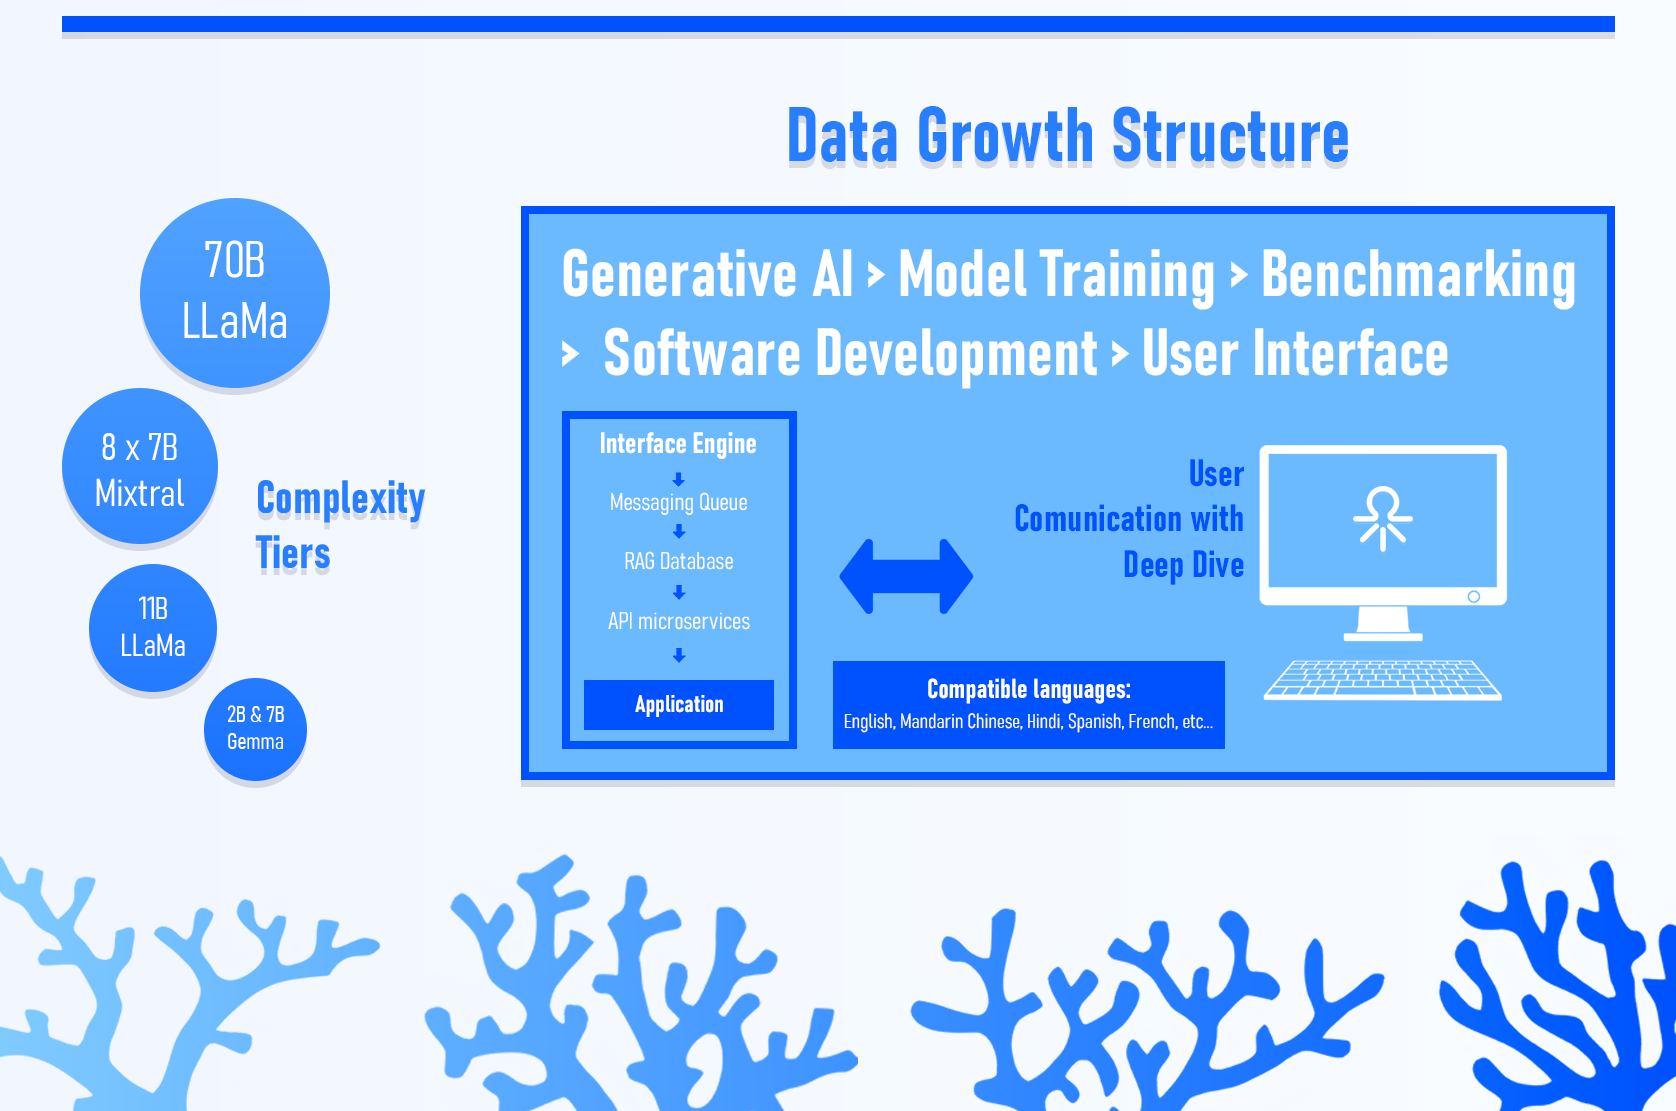 Data Growth Structure
70B
LLaMa
8 x 7B
Mixtral
11B
LLaMa
2B & 7B
Gemma
Complexity
Tiers
Generative AI > Model Training > Benchmarking
> Software Development > User Interface
Interface Engine
Messaging Queue
RAG Database
API microservices
Application
User
Comunication with
Deep Dive
Compatible languages:
English, Mandarin Chinese, Hindi, Spanish, French, etc...